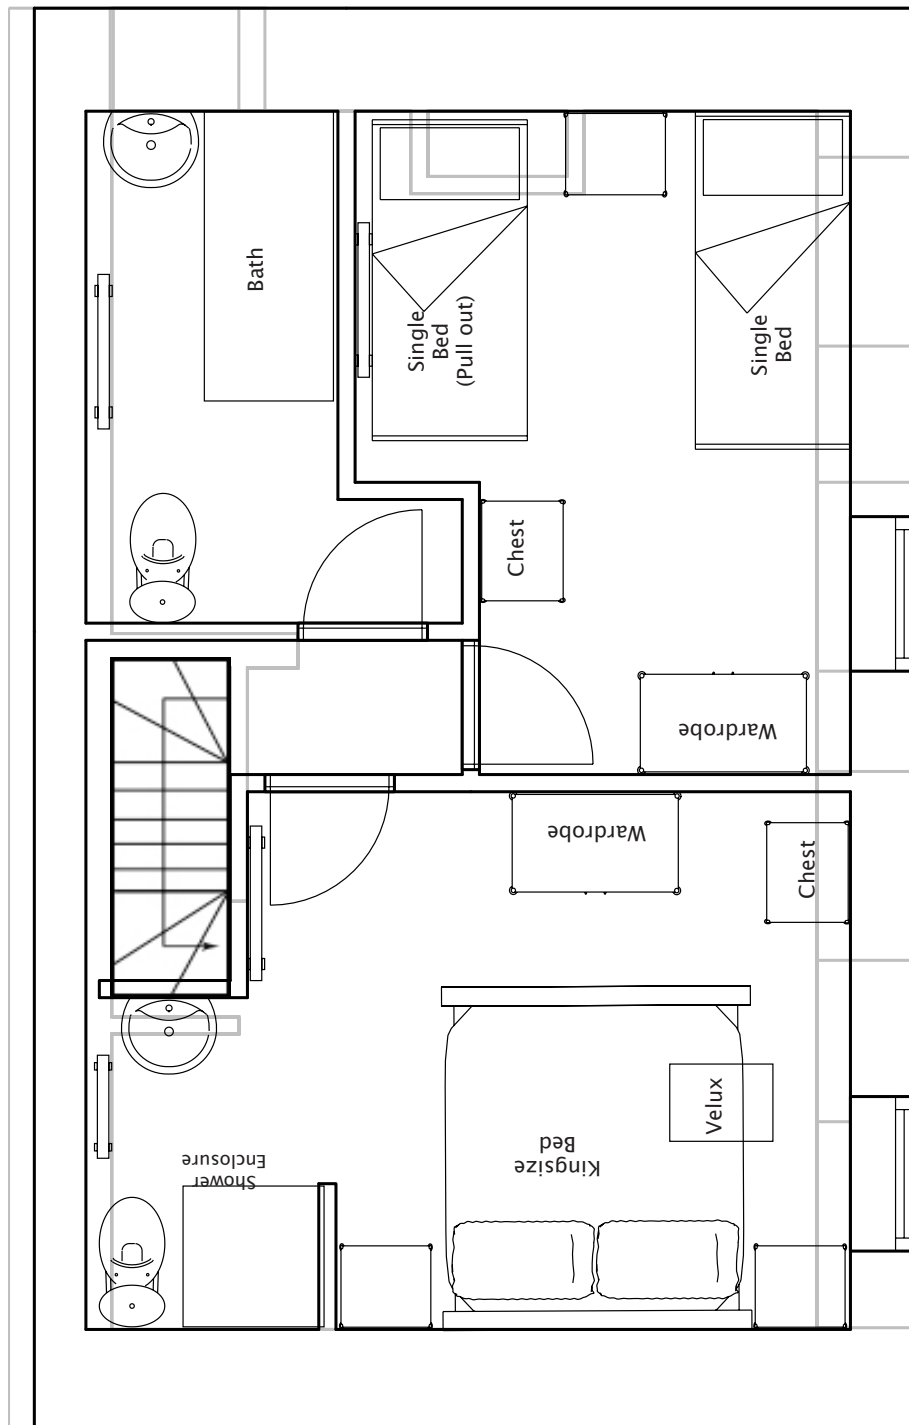 Bath
Single
Bed
(Pull out)
Single
Bed
Chest
Wardrobe
Wardrobe
Chest
Velux
Kingsize
Bed
Shower
Enclosure